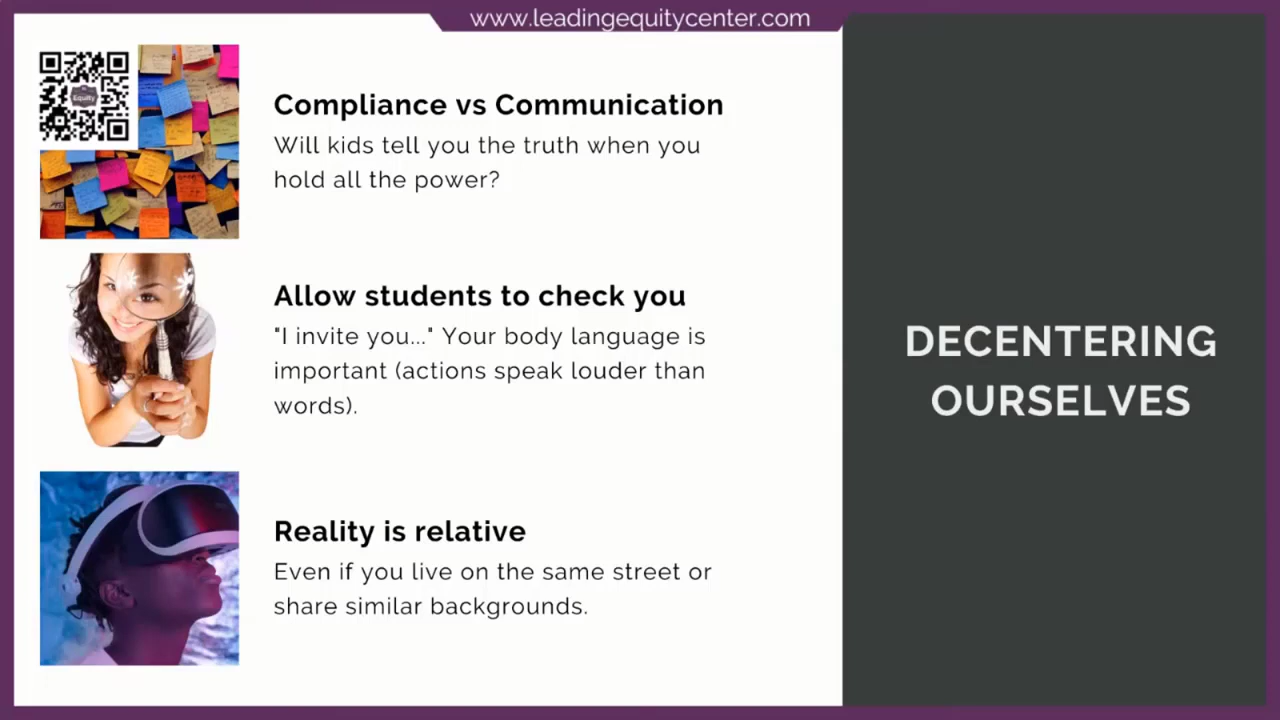 www.leadingequitycenter.com
Equity
Compliance vs Communication
Will kids tell you the truth when you
hold all the power?
Allow students to check you
"I invite you..." Your body language is
important (actions speak louder than
words).
Reality is relative
Even if you live on the same street or
share similar backgrounds.
DECENTERING
OURSELVES